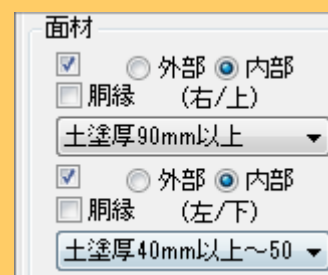 面材
外部 内部
胴縁 (右/上)
土塗厚90mm以上
外部 内部
胴縁 (左/下)
土塗厚40mm以上～50